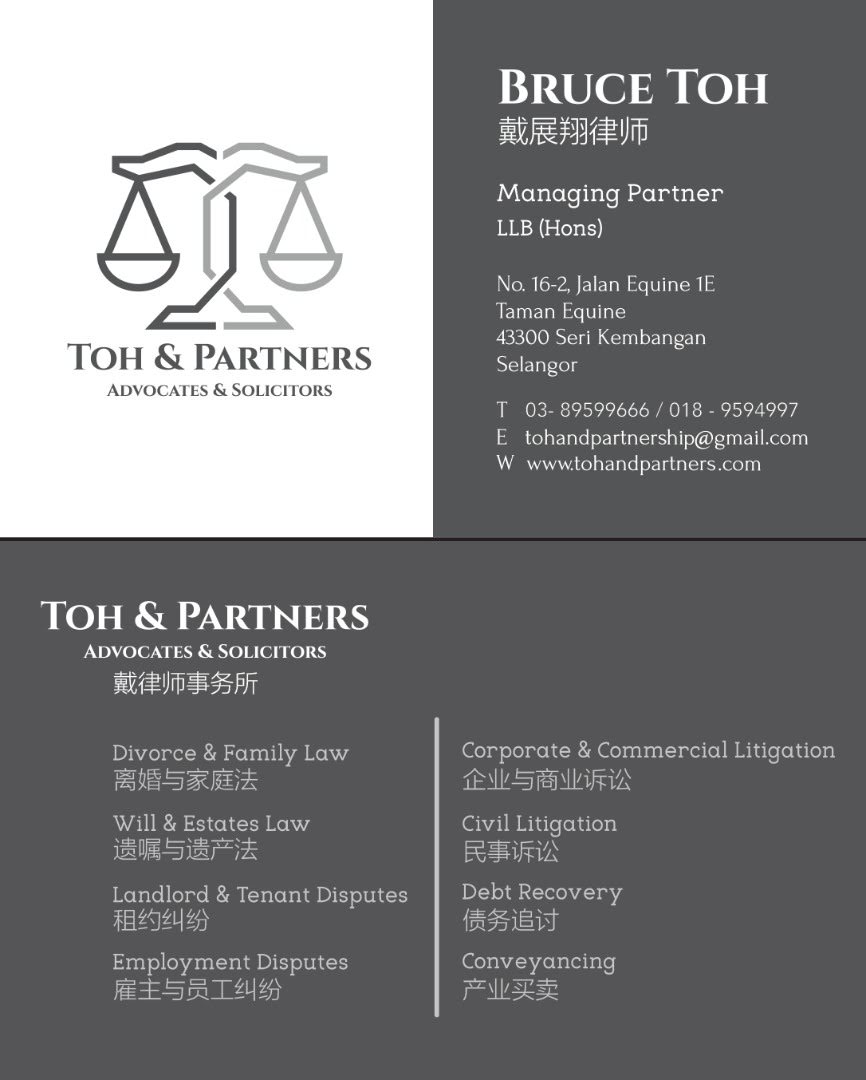 TOH & PARTNERS
ADVOCATES & SOLICITORS
BRUCE TOH
戴展翔律师
Managing Partner
LLB (Hons)
No. 16-2, Jalan Equine 1E
Taman Equine
43300 Seri Kembangan
Selangor
T 03- 89599666 / 018 - 9594997
E tohandpartnership@gmail.com
W www.tohandpartners.com
TOH & PARTNERS
ADVOCATES & SOLICITORS
戴律师事务所
Divorce & Family Law
离婚与家庭法
Will & Estates Law
遗嘱与遗产法
Landlord & Tenant Disputes
租约纠纷
Employment Disputes
雇主与员工纠纷
Corporate & Commercial Litigation
企业与商业诉讼
Civil Litigation
民事诉讼
Debt Recovery
债务追讨
Conveyancing
产业买卖